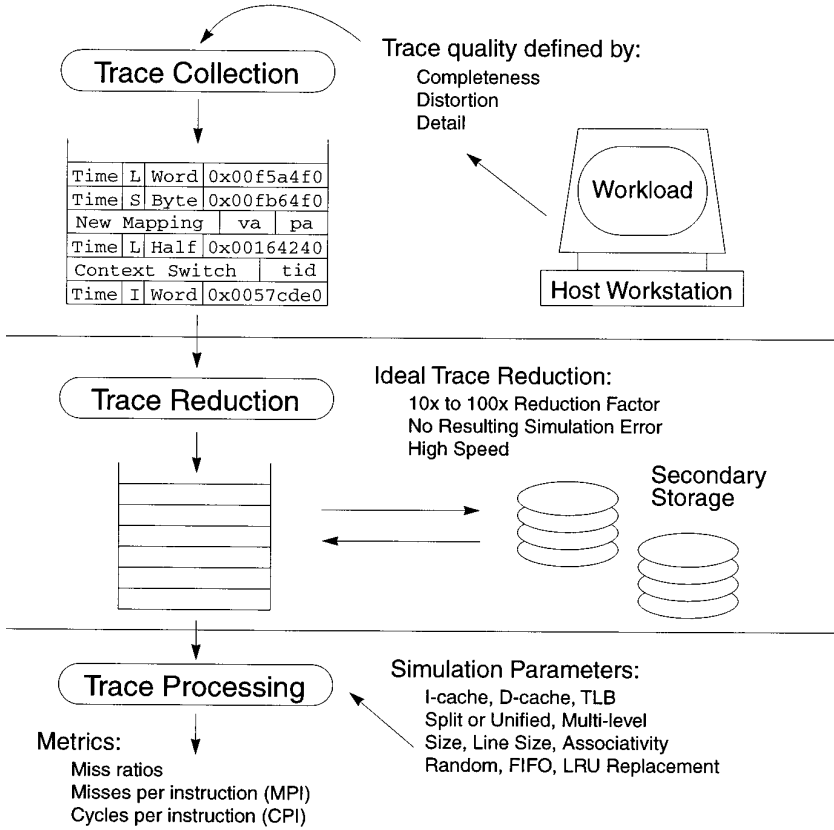 Trace Collection
Trace quality defined by:
Completeness
Distortion
Detail
Time L Word 0x00f5a4f0
Time S Byte 0x00fb64f0
New Mapping va pa
Time L Half 0x00164240
Context Switch tid
Time I Word 0x0057cde0
Workload
Host Workstation
Trace Reduction
Ideal Trace Reduction:
10x to 100x Reduction Factor
No Resulting Simulation Error
High Speed
Secondary
Storage
Trace Processing
Simulation Parameters:
I-cache, D-cache, TLB
Split or Unified, Multi-level
Size, Line Size, Associativity
Random, FIFO, LRU Replacement
Metrics:
Miss ratios
Misses per instruction (MPI)
Cycles per instruction (CPI)